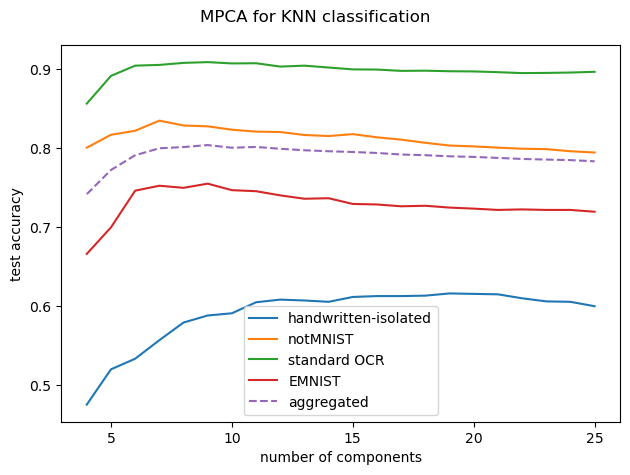 MPCA for KNN classification
test accuracy
0.9
0.8
0.7
0.6
0.5
handwritten-isolated
notMNIST
standard OCR
EMNIST
aggregated
5 10 15 20 25
number of components